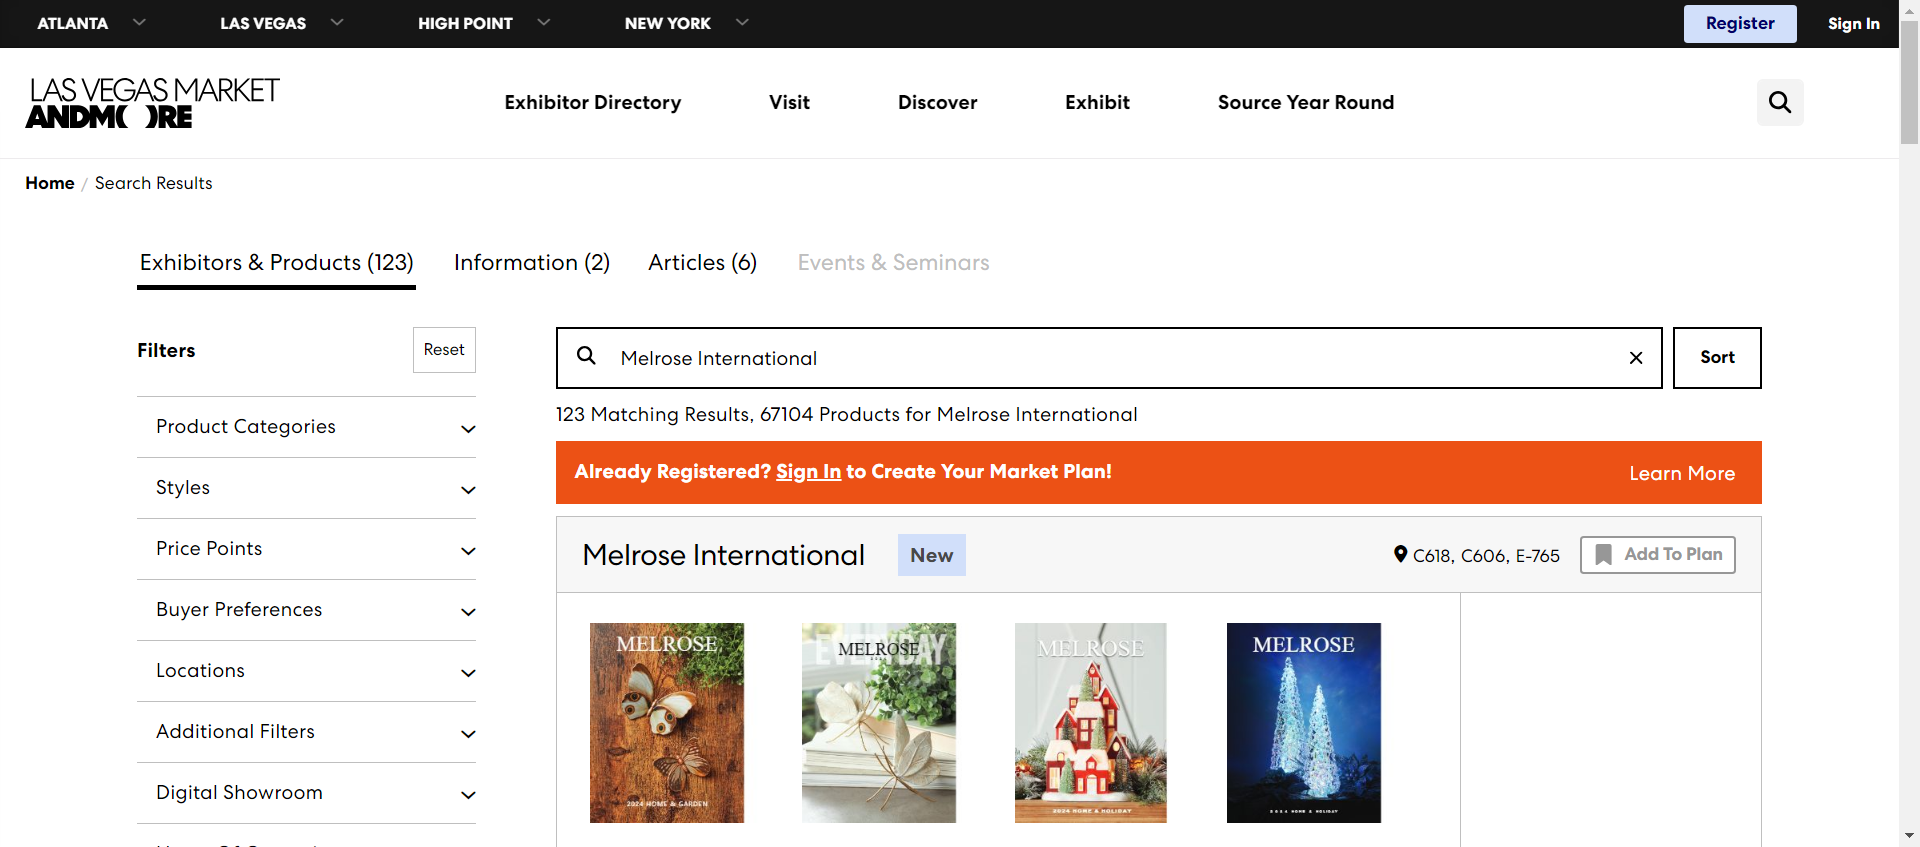 ATLANTA LAS VEGAS HIGH POINT NEW YORK Register Sign In
LAS VEGAS MARKET
ANDMORE
Exhibitor Directory Visit Discover Exhibit Source Year Round
Home / Search Results
Exhibitors & Products (123) Information (2) Articles (6) Events & Seminars
Filters Reset
Melrose International Sort
123 Matching Results, 67104 Products for Melrose International
Already Registered? Sign In to Create Your Market Plan! Learn More
Product Categories
Styles
Price Points
Buyer Preferences
Locations
Additional Filters
Digital Showroom
Melrose International New C618, C606, E-765 Add To Plan
MELROSE
2024 HOME & GARDEN
EVERYDAY
MELROSE
MELROSE
2024 HOME & HOLIDAY
MELROSE
2024 HOME & HOLIDAY